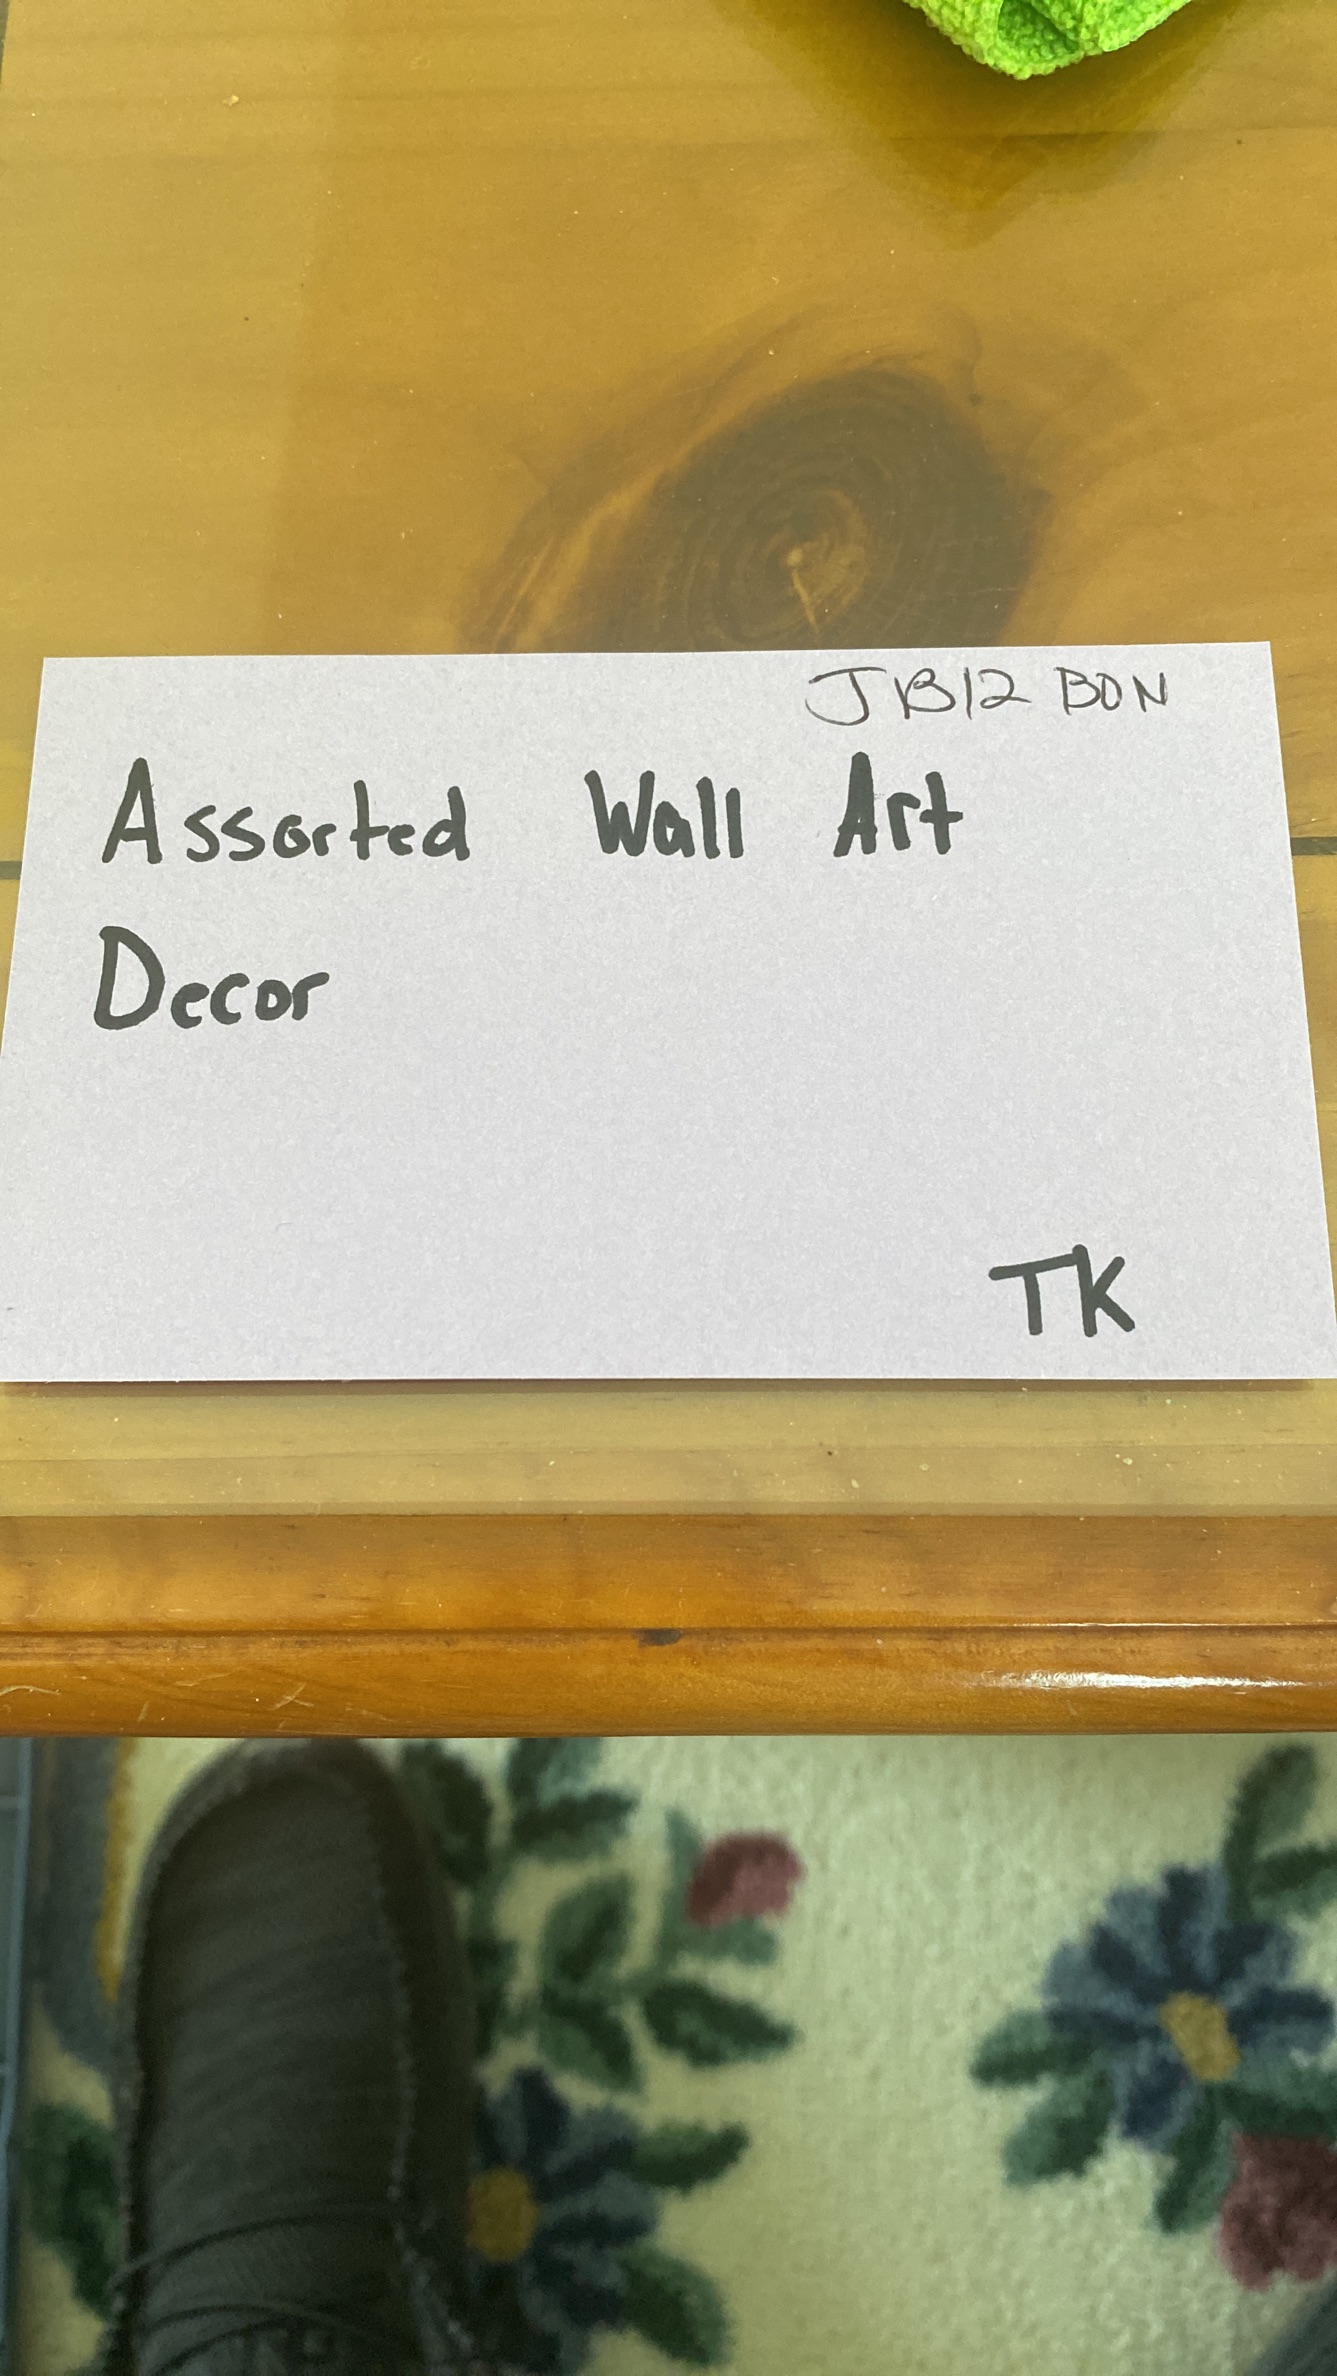 JB12 BON
Assorted Wall Art
Decor
TK